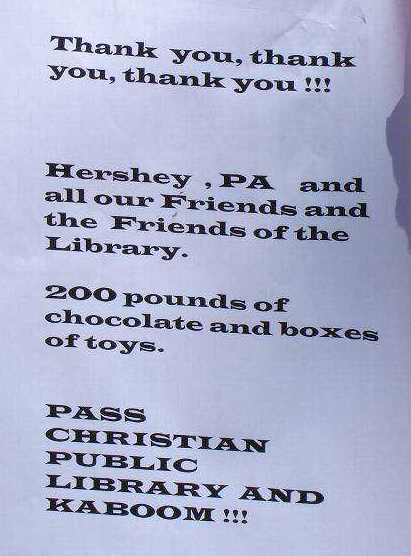 Thank you, thank
you, thank you !!!
Hershey , PA and
all our Friends and
the Friends of the
Library.
200 pounds of
chocolate and boxes
of toys.
PASS
CHRISTIAN
PUBLIC
LIBRARY AND
KABOOM !!!